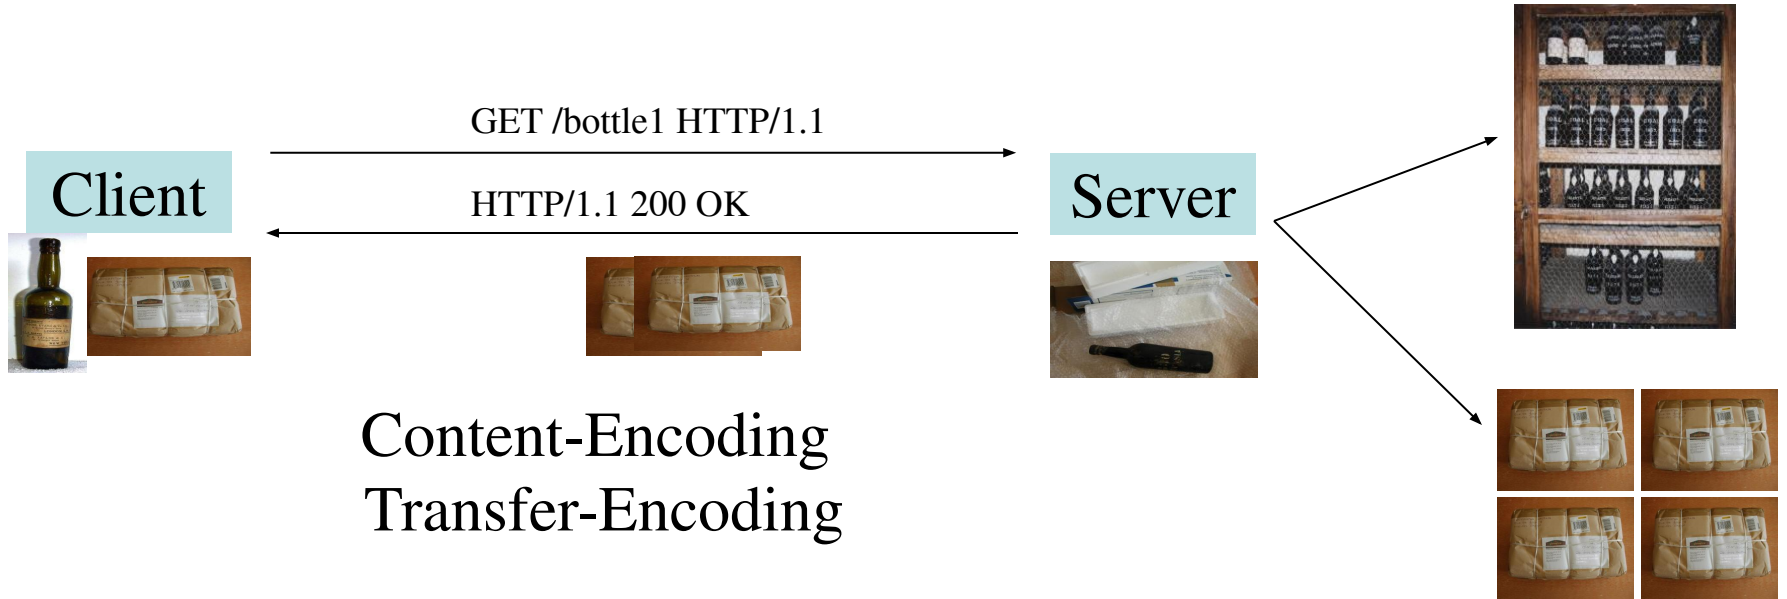 GET /bottle1 HTTP/1.1
Client
Server
HTTP/1.1 200 OK
Content-Encoding
Transfer-Encoding